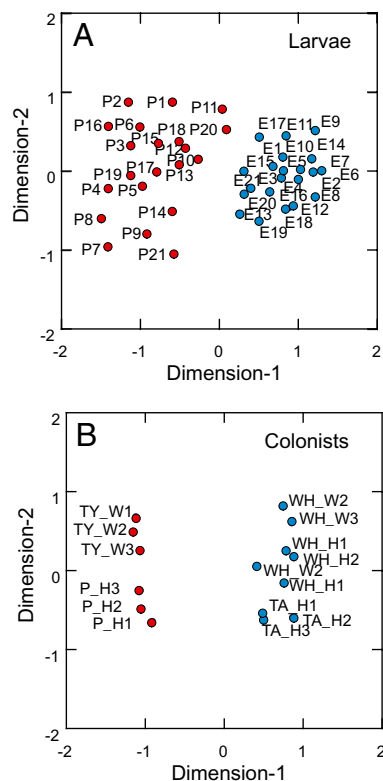 A
Larvae
2
1
0
-1
-2
Dimension-2
P2 P1 P11
P16 P6 P18 P20
P15
P3 P12
P10
P19 P17 P13
P4 P5
P14
P8 P9
P7 P21
E17 E11 E9
E1 E10 E14
E15 E5 E7
E3 E6
E21 E4 E2
E16 E8
E20 E12
E13 E18
E19
-2 -1 0 1 2
Dimension-1
B
Colonists
2
1
0
-1
-2
Dimension-2
TY_W1
TY_W2
TY_W3
P_H3
P_H2
P_H1
WH_W2
WH_W3
WH_H1
WH_H2
WH_W2
WH_H1
TA_H1
TA_H2
TA_H3
-2 -1 0 1 2
Dimension-1